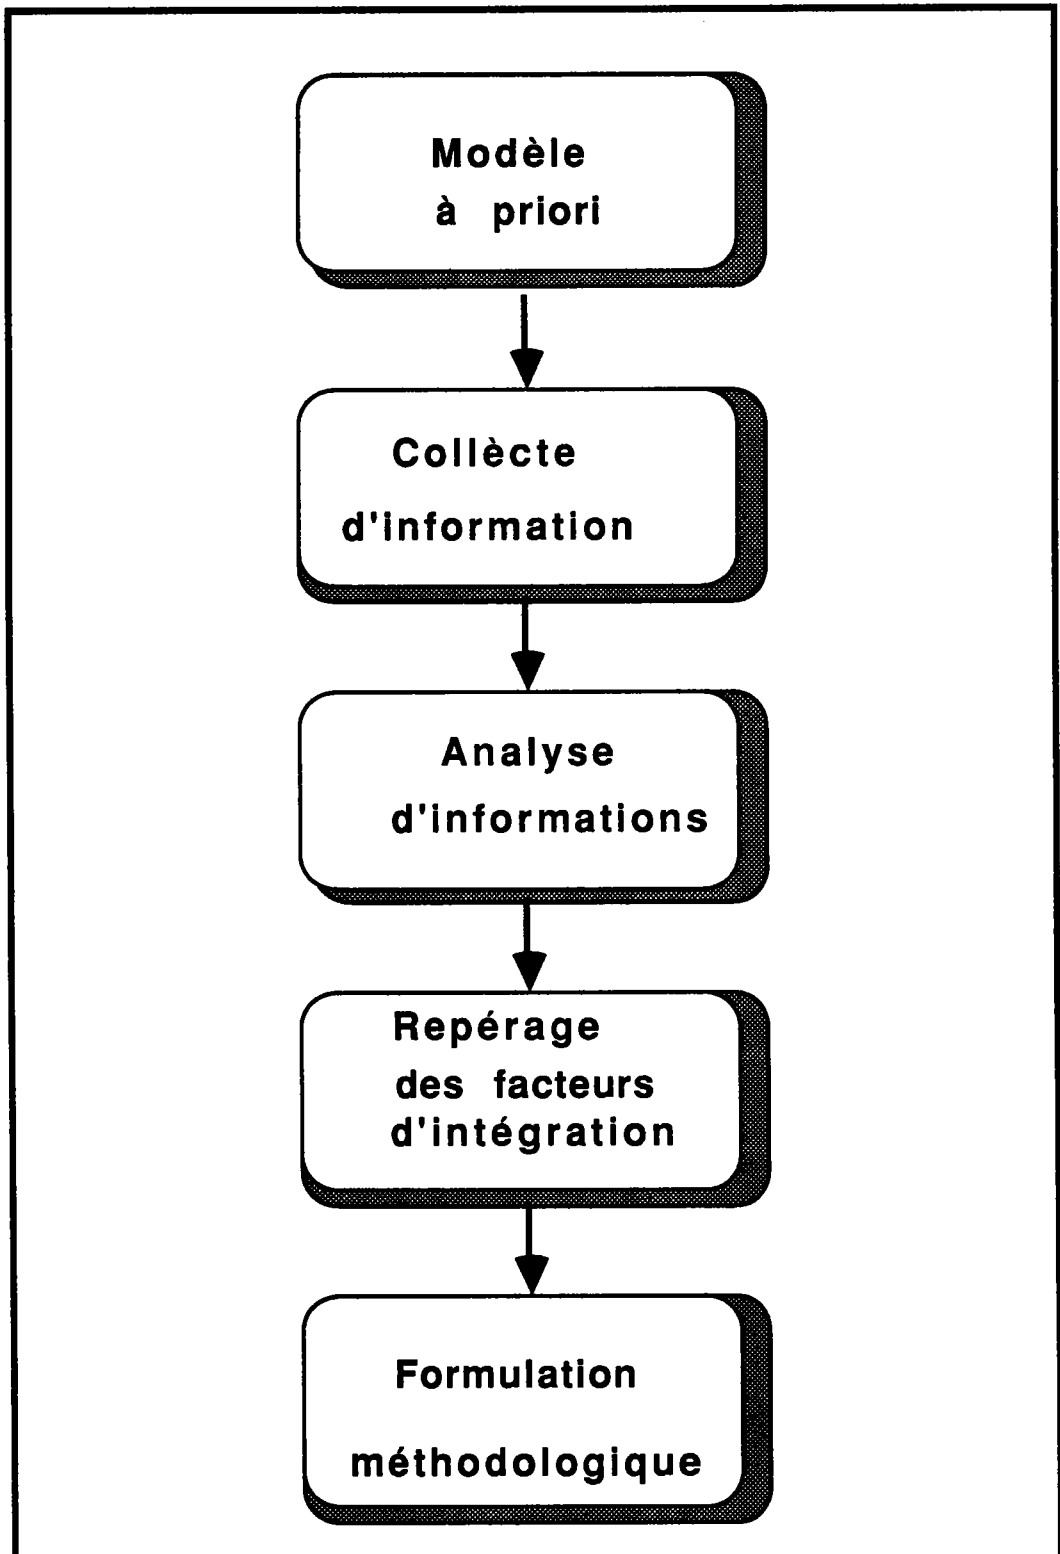 Modèle
à priori
Collècte
d'information
Analyse
d'informations
Repérage
des facteurs
d'intégration
Formulation
méthodologique